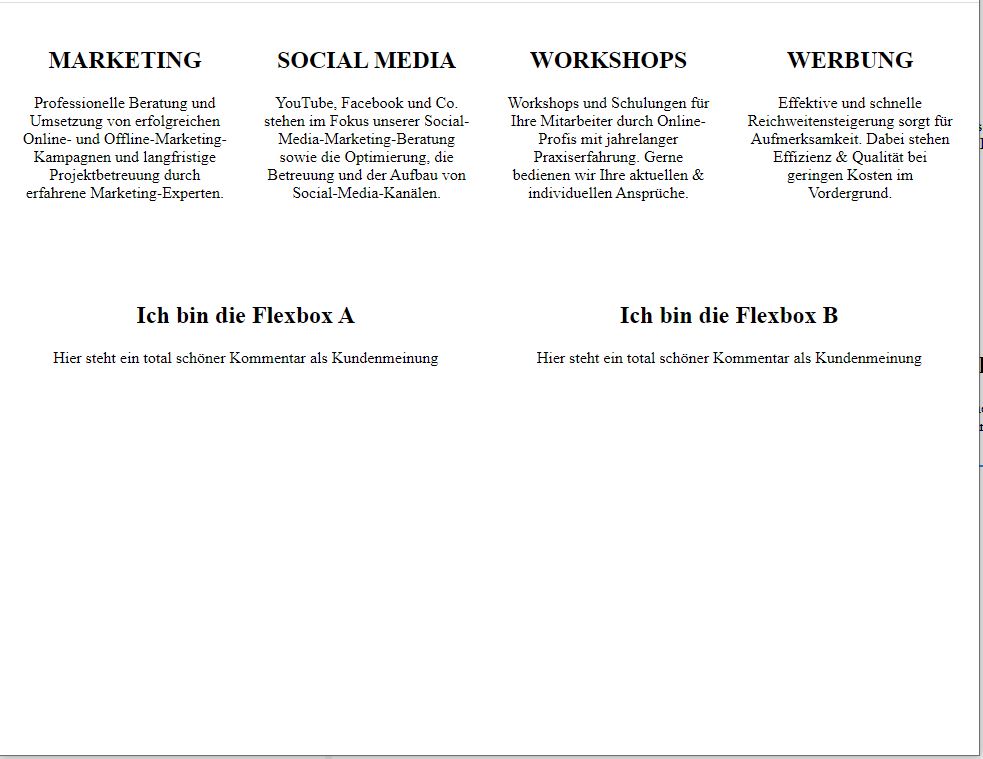 MARKETING
Professionelle Beratung und
Umsetzung von erfolgreichen
Online- und Offline-Marketing-
Kampagnen und langfristige
Projektbetreuung durch
erfahrene Marketing-Experten.
SOCIAL MEDIA
YouTube, Facebook und Co.
stehen im Fokus unserer Social-
Media-Marketing-Beratung
sowie die Optimierung, die
Betreuung und der Aufbau von
Social-Media-Kanälen.
WORKSHOPS
Workshops und Schulungen für
Ihre Mitarbeiter durch Online-
Profis mit jahrelanger
Praxiserfahrung. Gerne
bedienen wir Ihre aktuellen &
individuellen Ansprüche.
WERBUNG
Effektive und schnelle
Reichweitensteigerung sorgt für
Aufmerksamkeit. Dabei stehen
Effizienz & Qualität bei
geringen Kosten im
Vordergrund.
Ich bin die Flexbox A
Hier steht ein total schöner Kommentar als Kundenmeinung
Ich bin die Flexbox B
Hier steht ein total schöner Kommentar als Kundenmeinung